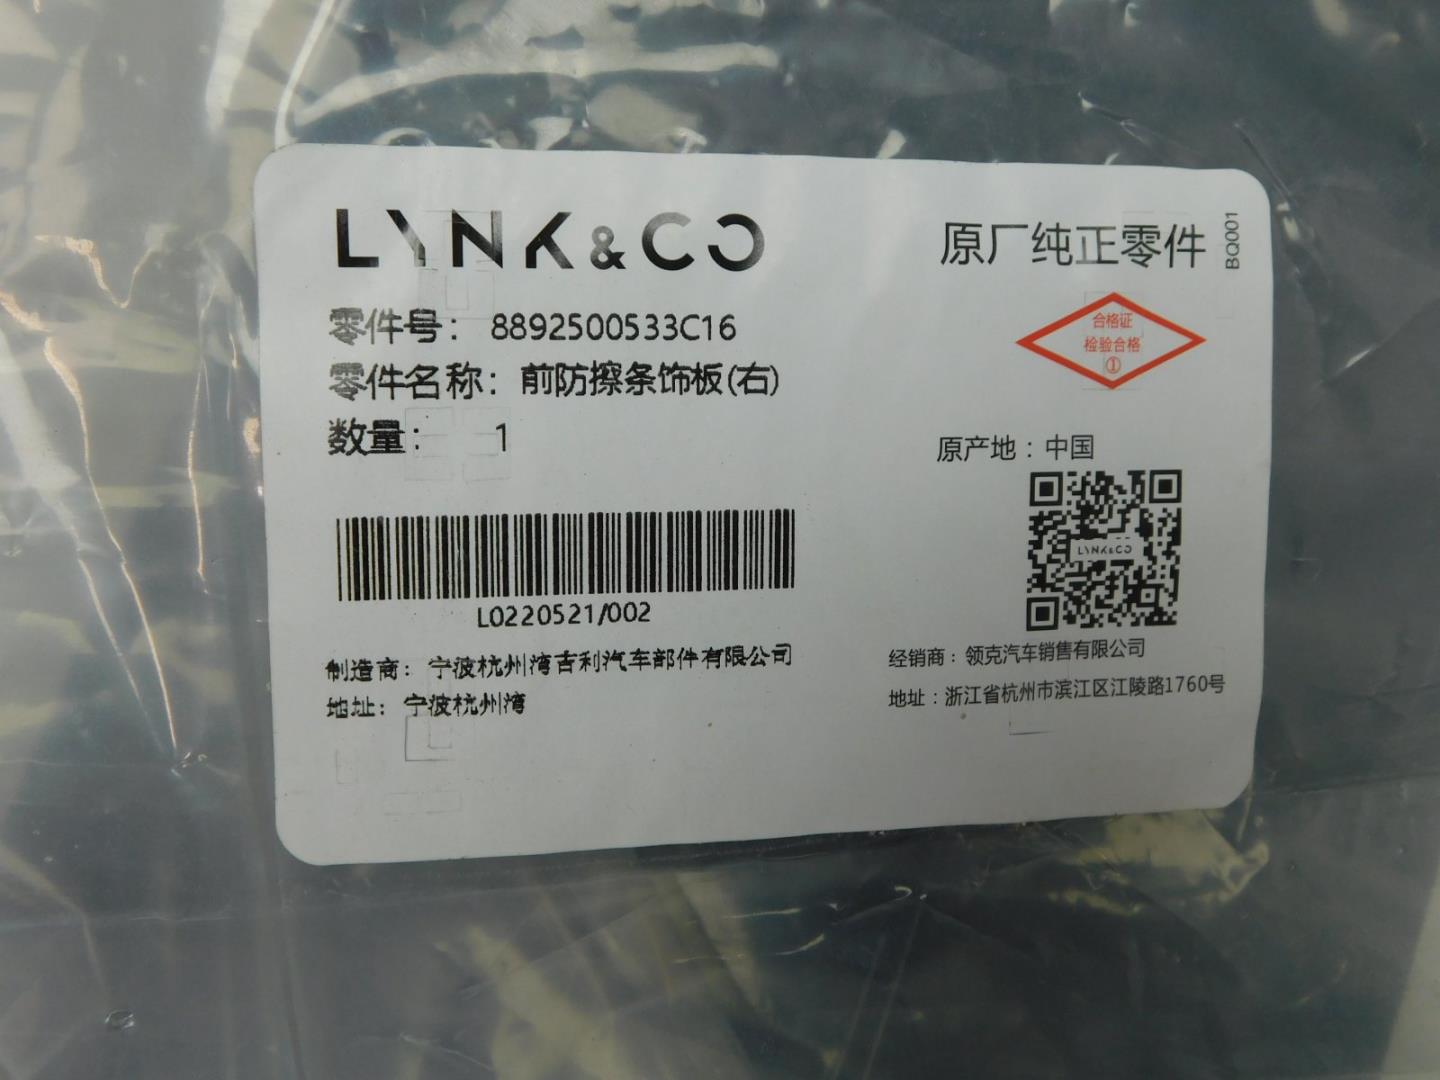 LYNK&CO
原厂纯正零件
BQ001
零件号： 8892500533C16
零件名称：前防擦条饰板(右)
数量： 1
合格证
检验合格
①
原产地：中国
LYNK&CO
L0220521/002
制造商：宁波杭州湾吉利汽车部件有限公司
地址：宁波杭州湾
经销商：领克汽车销售有限公司
地址：浙江省杭州市滨江区江陵路1760号